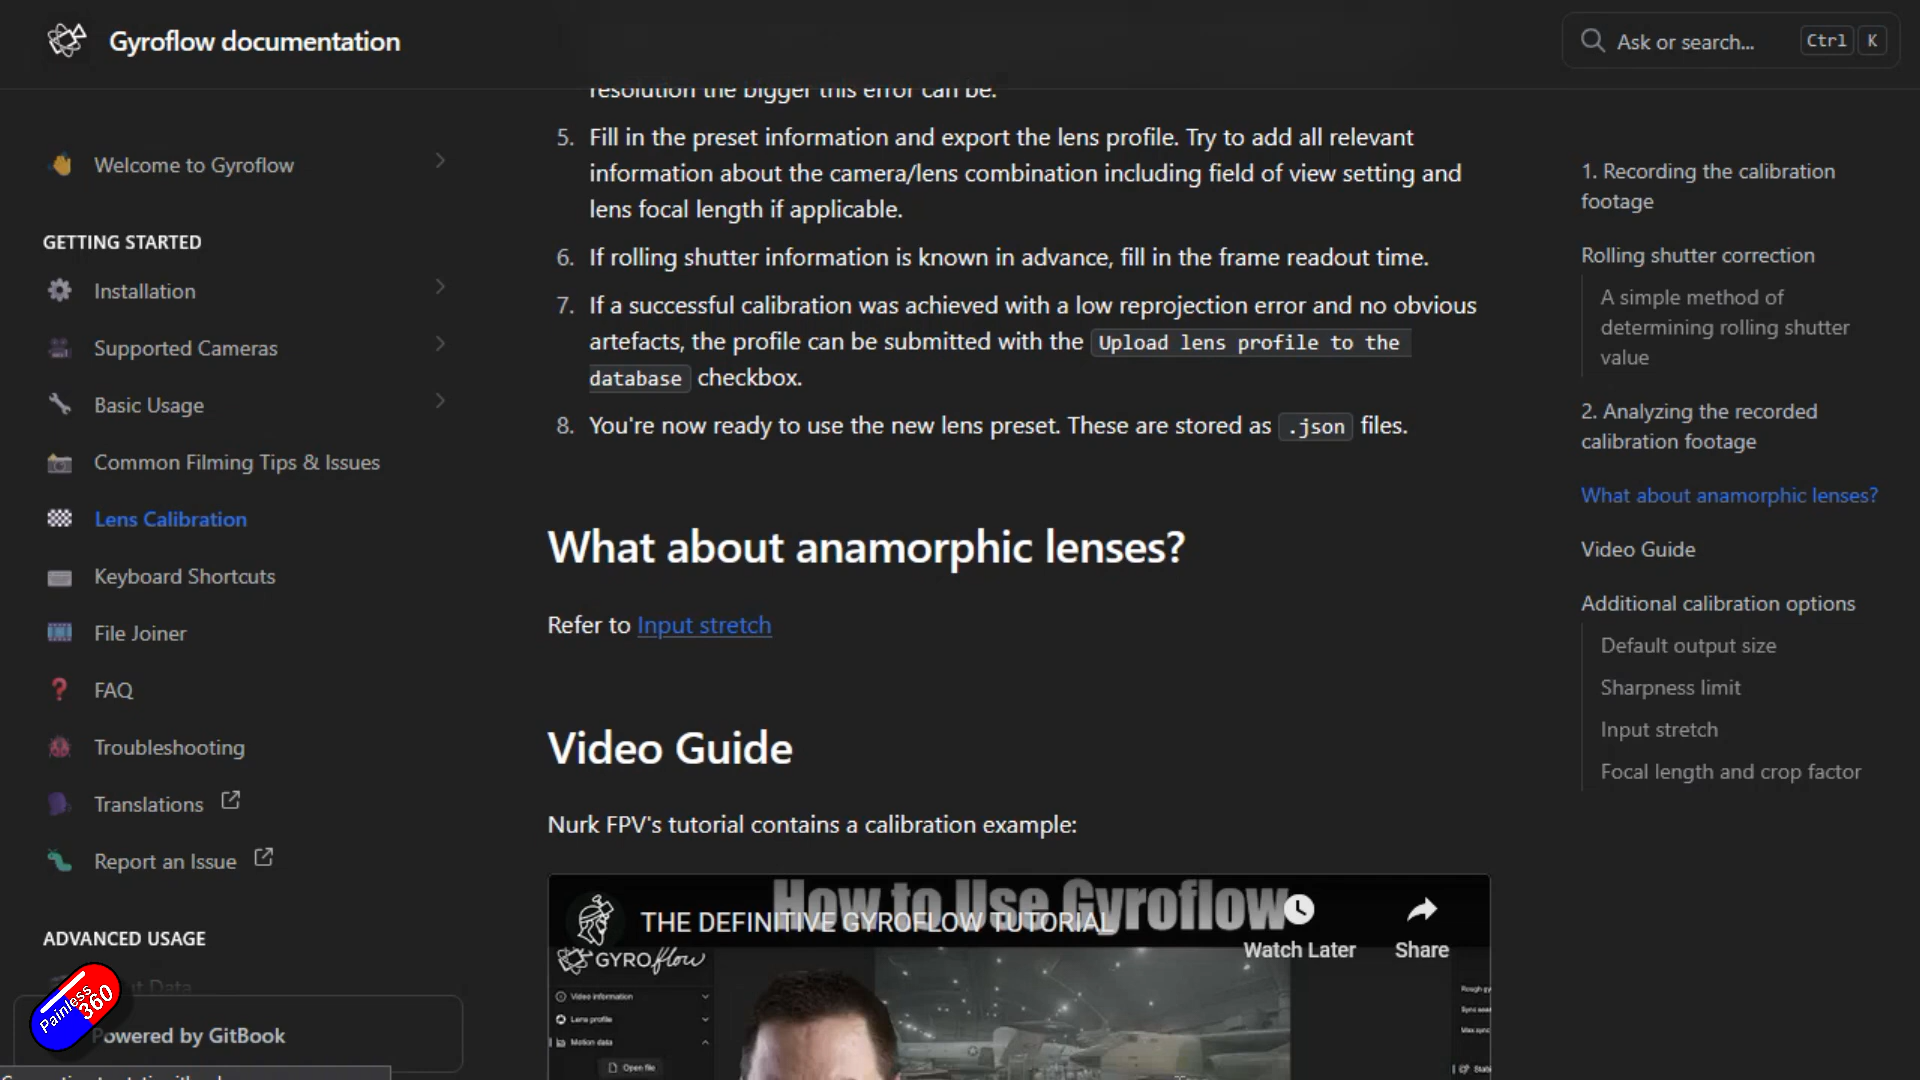 Gyroflow documentation
Ask or search...
Ctrl
K
resolution the bigger this error can be.
5. Fill in the preset information and export the lens profile. Try to add all relevant
information about the camera/lens combination including field of view setting and
lens focal length if applicable.
6. If rolling shutter information is known in advance, fill in the frame readout time.
7. If a successful calibration was achieved with a low reprojection error and no obvious
artefacts, the profile can be submitted with the Upload lens profile to the
database checkbox.
8. You're now ready to use the new lens preset. These are stored as .json files.
What about anamorphic lenses?
Refer to Input stretch
Video Guide
Nurk FPV's tutorial contains a calibration example:
How to Use Gyroflow
THE DEFINITIVE GYROFLOW TUTORIAL
Watch Later
Share
GYROflow
Video information
Lens profile
Motion data
Open file
Welcome to Gyroflow
GETTING STARTED
Installation
Supported Cameras
Basic Usage
Common Filming Tips & Issues
Lens Calibration
Keyboard Shortcuts
File Joiner
FAQ
Troubleshooting
Translations
Report an Issue
ADVANCED USAGE
Data
Powered by GitBook
Painless
360
1. Recording the calibration
footage
Rolling shutter correction
A simple method of
determining rolling shutter
value
2. Analyzing the recorded
calibration footage
What about anamorphic lenses?
Video Guide
Additional calibration options
Default output size
Sharpness limit
Input stretch
Focal length and crop factor